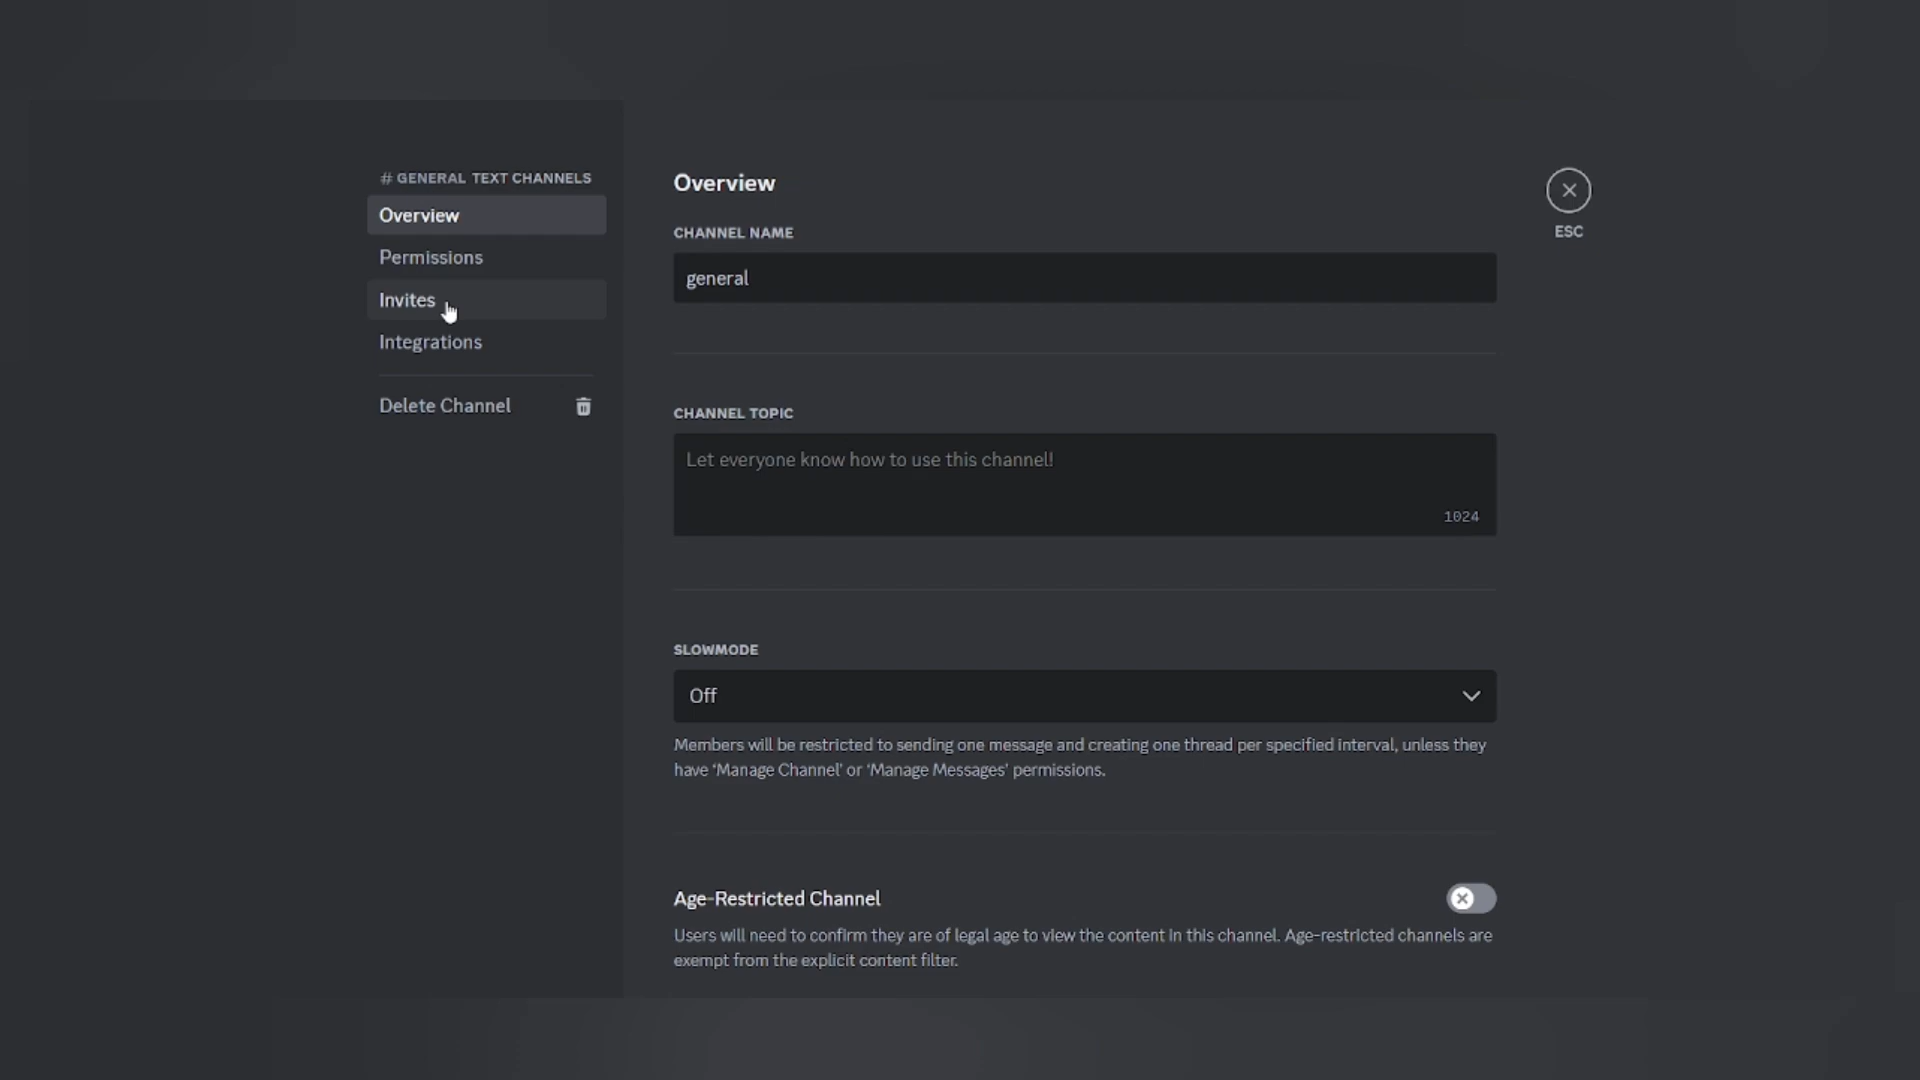 # GENERAL TEXT CHANNELS
Overview
Permissions
Invites
Integrations
Delete Channel
Overview
CHANNEL NAME
general
CHANNEL TOPIC
Let everyone know how to use this channel!
1024
SLOWMODE
Off
Members will be restricted to sending one message and creating one thread per specified interval, unless they
have ‘Manage Channel’ or ‘Manage Messages’ permissions.
Age-Restricted Channel
Users will need to confirm they are of legal age to view the content in this channel. Age-restricted channels are
exempt from the explicit content filter.
ESC